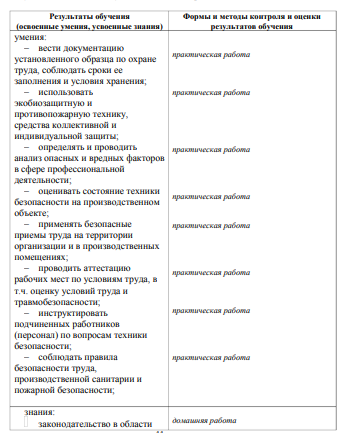 Результаты обучения
(освоенные умения, усвоенные знания)
Формы и методы контроля и оценки
результатов обучения
умения:
– вести документацию
установленного образца по охране
труда, соблюдать сроки ее
заполнения и условия хранения;
практическая работа
– использовать
экобиозащитную и
противопожарную технику,
средства коллективной и
индивидуальной защиты;
практическая работа
– определять и проводить
анализ опасных и вредных факторов
в сфере профессиональной
деятельности;
практическая работа
– оценивать состояние техники
безопасности на производственном
объекте;
практическая работа
– применять безопасные
приемы труда на территории
организации и в производственных
помещениях;
практическая работа
– проводить аттестацию
рабочих мест по условиям труда, в
т.ч. оценку условий труда и
травмобезопасности;
практическая работа
– инструктировать
подчиненных работников
(персонал) по вопросам техники
безопасности;
практическая работа
– соблюдать правила
безопасности труда,
производственной санитарии и
пожарной безопасности;
практическая работа
знания:
законодательство в области
домашняя работа